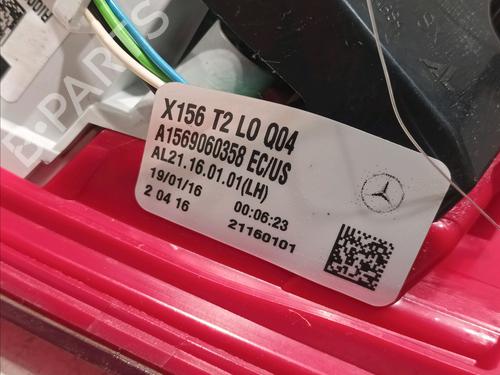 B-PARTS
X156 T2 LO Q04
A1569060358 EC/US
AL21.16.01.01(LH)
19/01/16 00:06:23
2 04 16 21160101